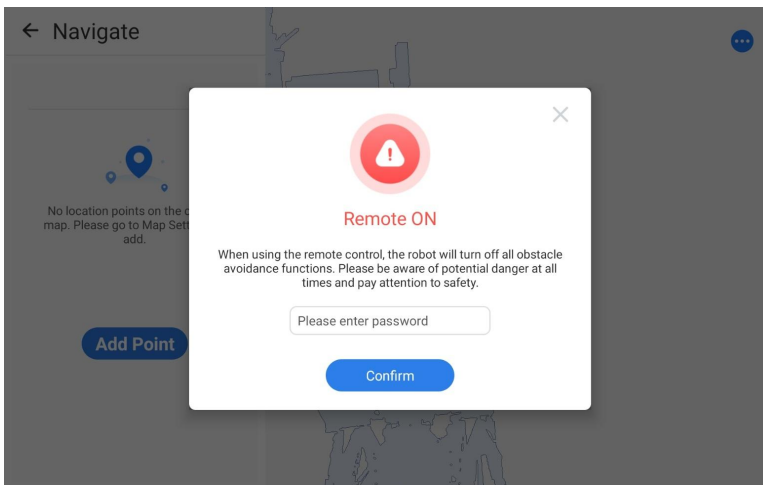 Navigate
No location points on the
map. Please go to Map
add.
Add Point
Remote ON
When using the remote control, the robot will turn off all obstacle
avoidance functions. Please be aware of potential danger at all
times and pay attention to safety.
Please enter password
Confirm